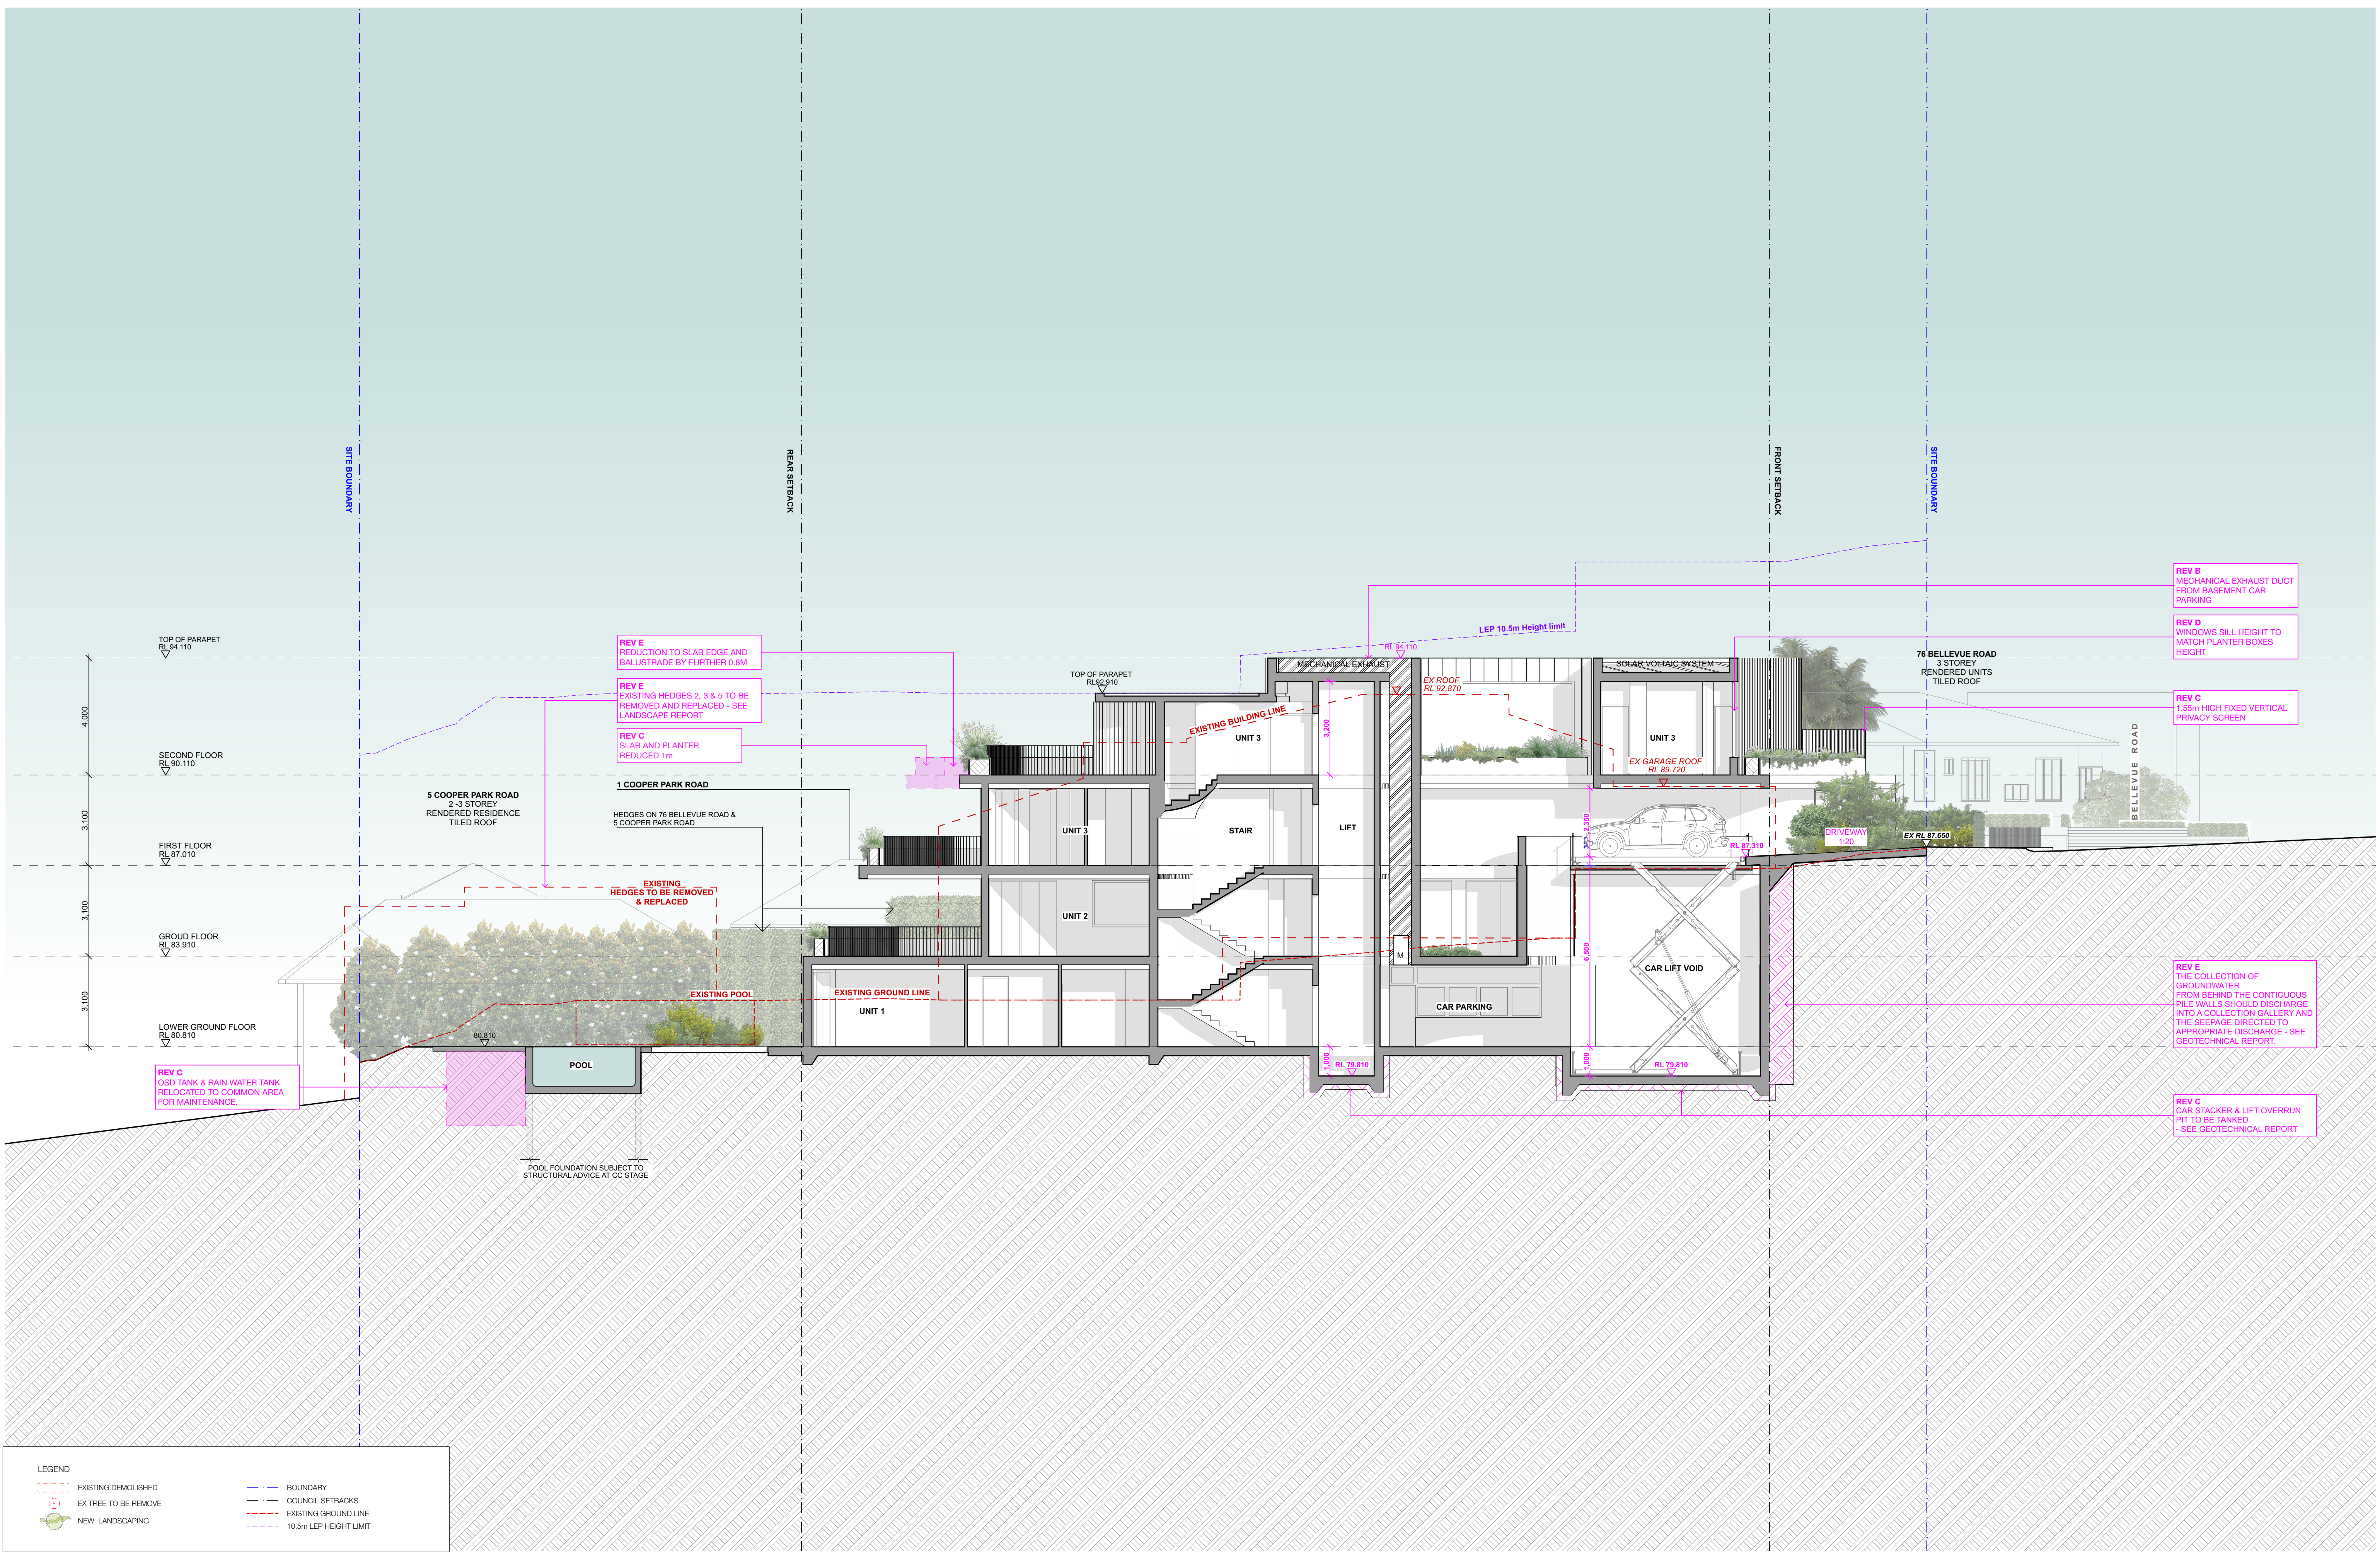 SITE BOUNDARY
REAR SETBACK
FRONT SETBACK
SITE BOUNDARY
LEP 10.5m Height limit
REV B
MECHANICAL EXHAUST DUCT
FROM BASEMENT CAR
PARKING
REV D
WINDOWS SILL HEIGHT TO
MATCH PLANTER BOXES
HEIGHT
REV C
1.55m HIGH FIXED VERTICAL
PRIVACY SCREEN
76 BELLEVUE ROAD
3 STOREY
RENDERED UNITS
TILED ROOF
BELLEVUE ROAD
TOP OF PARAPET
RL 94.110
SECOND FLOOR
RL 90.110
FIRST FLOOR
RL 87.010
GROUD FLOOR
RL 83.910
LOWER GROUND FLOOR
RL 80.810
4,000
3,100
3,100
3,100
REV E
REDUCTION TO SLAB EDGE AND
BALUSTRADE BY FURTHER 0.8M
REV E
EXISTING HEDGES 2, 3 & 5 TO BE
REMOVED AND REPLACED - SEE
LANDSCAPE REPORT
REV C
SLAB AND PLANTER
REDUCED 1m
5 COOPER PARK ROAD
2 -3 STOREY
RENDERED RESIDENCE
TILED ROOF
1 COOPER PARK ROAD
HEDGES ON 76 BELLEVUE ROAD &
5 COOPER PARK ROAD
EXISTING
HEDGES TO BE REMOVED
& REPLACED
TOP OF PARAPET
RL92.910
RL 94.110
MECHANICAL EXHAUST
SOLAR VOLTAIC SYSTEM
EX ROOF
RL 92.870
EXISTING BUILDING LINE
3,200
UNIT 3
UNIT 3
EX GARAGE ROOF
RL 89.720
UNIT 3
STAIR
LIFT
2,350
RL 87.310
DRIVEWAY
1:20
EX RL 87.650
UNIT 2
M
6,500
CAR LIFT VOID
CAR PARKING
EXISTING POOL
EXISTING GROUND LINE
UNIT 1
80.810
POOL
1,000
RL 79.810
1,000
RL 79.810
REV E
THE COLLECTION OF
GROUNDWATER
FROM BEHIND THE CONTIGUOUS
PILE WALLS SHOULD DISCHARGE
INTO A COLLECTION GALLERY AND
THE SEEPAGE DIRECTED TO
APPROPRIATE DISCHARGE - SEE
GEOTECHNICAL REPORT.
REV C
OSD TANK & RAIN WATER TANK
RELOCATED TO COMMON AREA
FOR MAINTENANCE.
REV C
CAR STACKER & LIFT OVERRUN
PIT TO BE TANKED
- SEE GEOTECHNICAL REPORT
POOL FOUNDATION SUBJECT TO
STRUCTURAL ADVICE AT CC STAGE
LEGEND
EXISTING DEMOLISHED
EX TREE TO BE REMOVE
NEW LANDSCAPING
BOUNDARY
COUNCIL SETBACKS
EXISTING GROUND LINE
10.5m LEP HEIGHT LIMIT